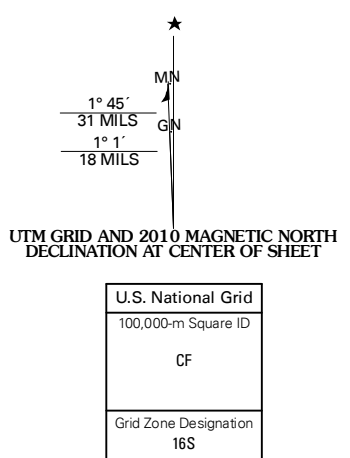 MN
1° 45´
31 MILS
GN
1° 1´
18 MILS
UTM GRID AND 2010 MAGNETIC NORTH
DECLINATION AT CENTER OF SHEET
U.S. National Grid
100,000-m Square ID
CF
Grid Zone Designation
16S